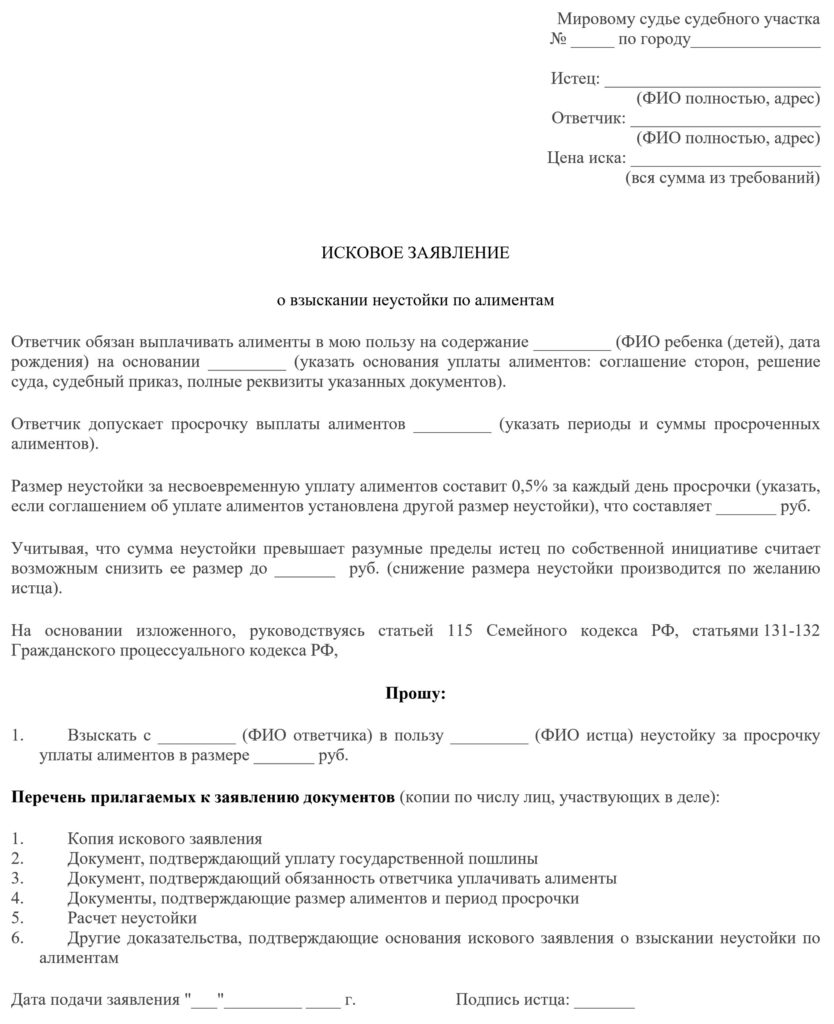 Мировому судье судебного участка
№ _____ по городу_______________
Истец: _________________________
(ФИО полностью, адрес)
Ответчик: ______________________
(ФИО полностью, адрес)
Цена иска: ______________________
(вся сумма из требований)
ИСКОВОЕ ЗАЯВЛЕНИЕ
о взыскании неустойки по алиментам
Ответчик обязан выплачивать алименты в мою пользу на содержание _________ (ФИО ребенка (детей), дата
рождения) на основании _________ (указать основания уплаты алиментов: соглашение сторон, решение
суда, судебный приказ, полные реквизиты указанных документов).
Ответчик допускает просрочку выплаты алиментов _________ (указать периоды и суммы просроченных
алиментов).
Размер неустойки за несвоевременную уплату алиментов составит 0,5% за каждый день просрочки (указать,
если соглашением об уплате алиментов установлена другой размер неустойки), что составляет _______ руб.
Учитывая, что сумма неустойки превышает разумные пределы истец по собственной инициативе считает
возможным снизить ее размер до _______ руб. (снижение размера неустойки производится по желанию
истца).
На основании изложенного, руководствуясь статьей 115 Семейного кодекса РФ, статьями 131-132
Гражданского процессуального кодекса РФ,
Прошу:
1. Взыскать с _________ (ФИО ответчика) в пользу _________ (ФИО истца) неустойку за просрочку
уплаты алиментов в размере _______ руб.
Перечень прилагаемых к заявлению документов (копии по числу лиц, участвующих в деле):
1. Копия искового заявления
2. Документ, подтверждающий уплату государственной пошлины
3. Документ, подтверждающий обязанность ответчика уплачивать алименты
4. Документы, подтверждающие размер алиментов и период просрочки
5. Расчет неустойки
6. Другие доказательства, подтверждающие основания искового заявления о взыскании неустойки по
алиментам
Дата подачи заявления "___"_________ ____ г. Подпись истца: _______